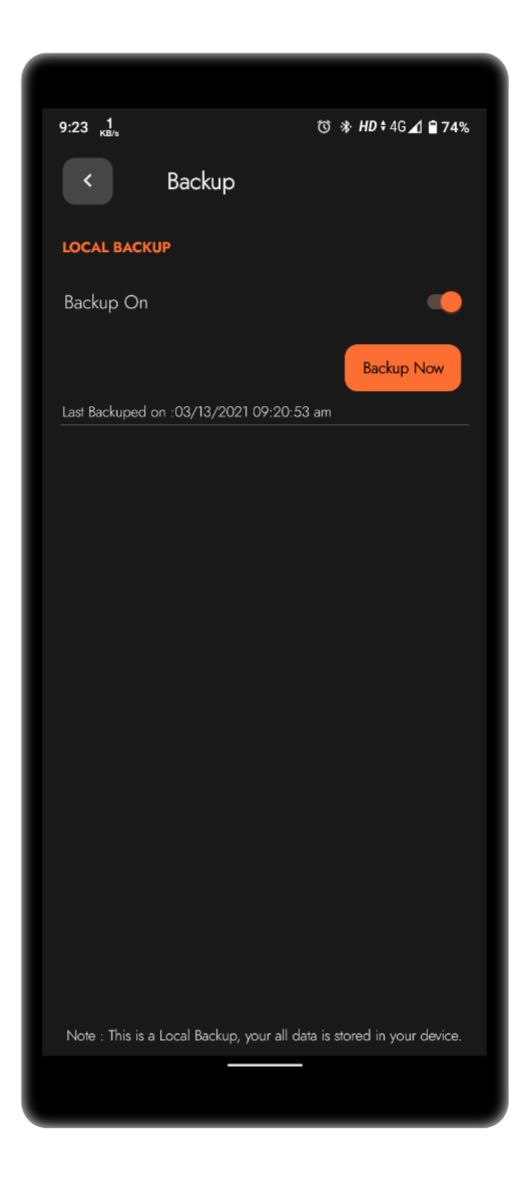 9:23 1 KB/s HD 4G 74%
Backup
LOCAL BACKUP
Backup On
Backup Now
Last Backuped on :03/13/2021 09:20:53 am
Note : This is a Local Backup, your all data is stored in your device.